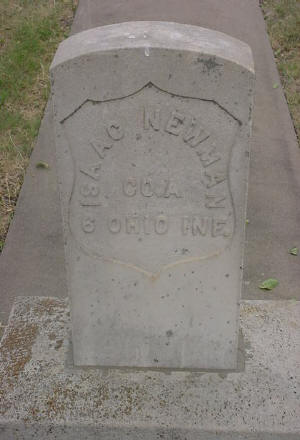 ISAAC NEWMAN
CO. A
6 OHIO INF.